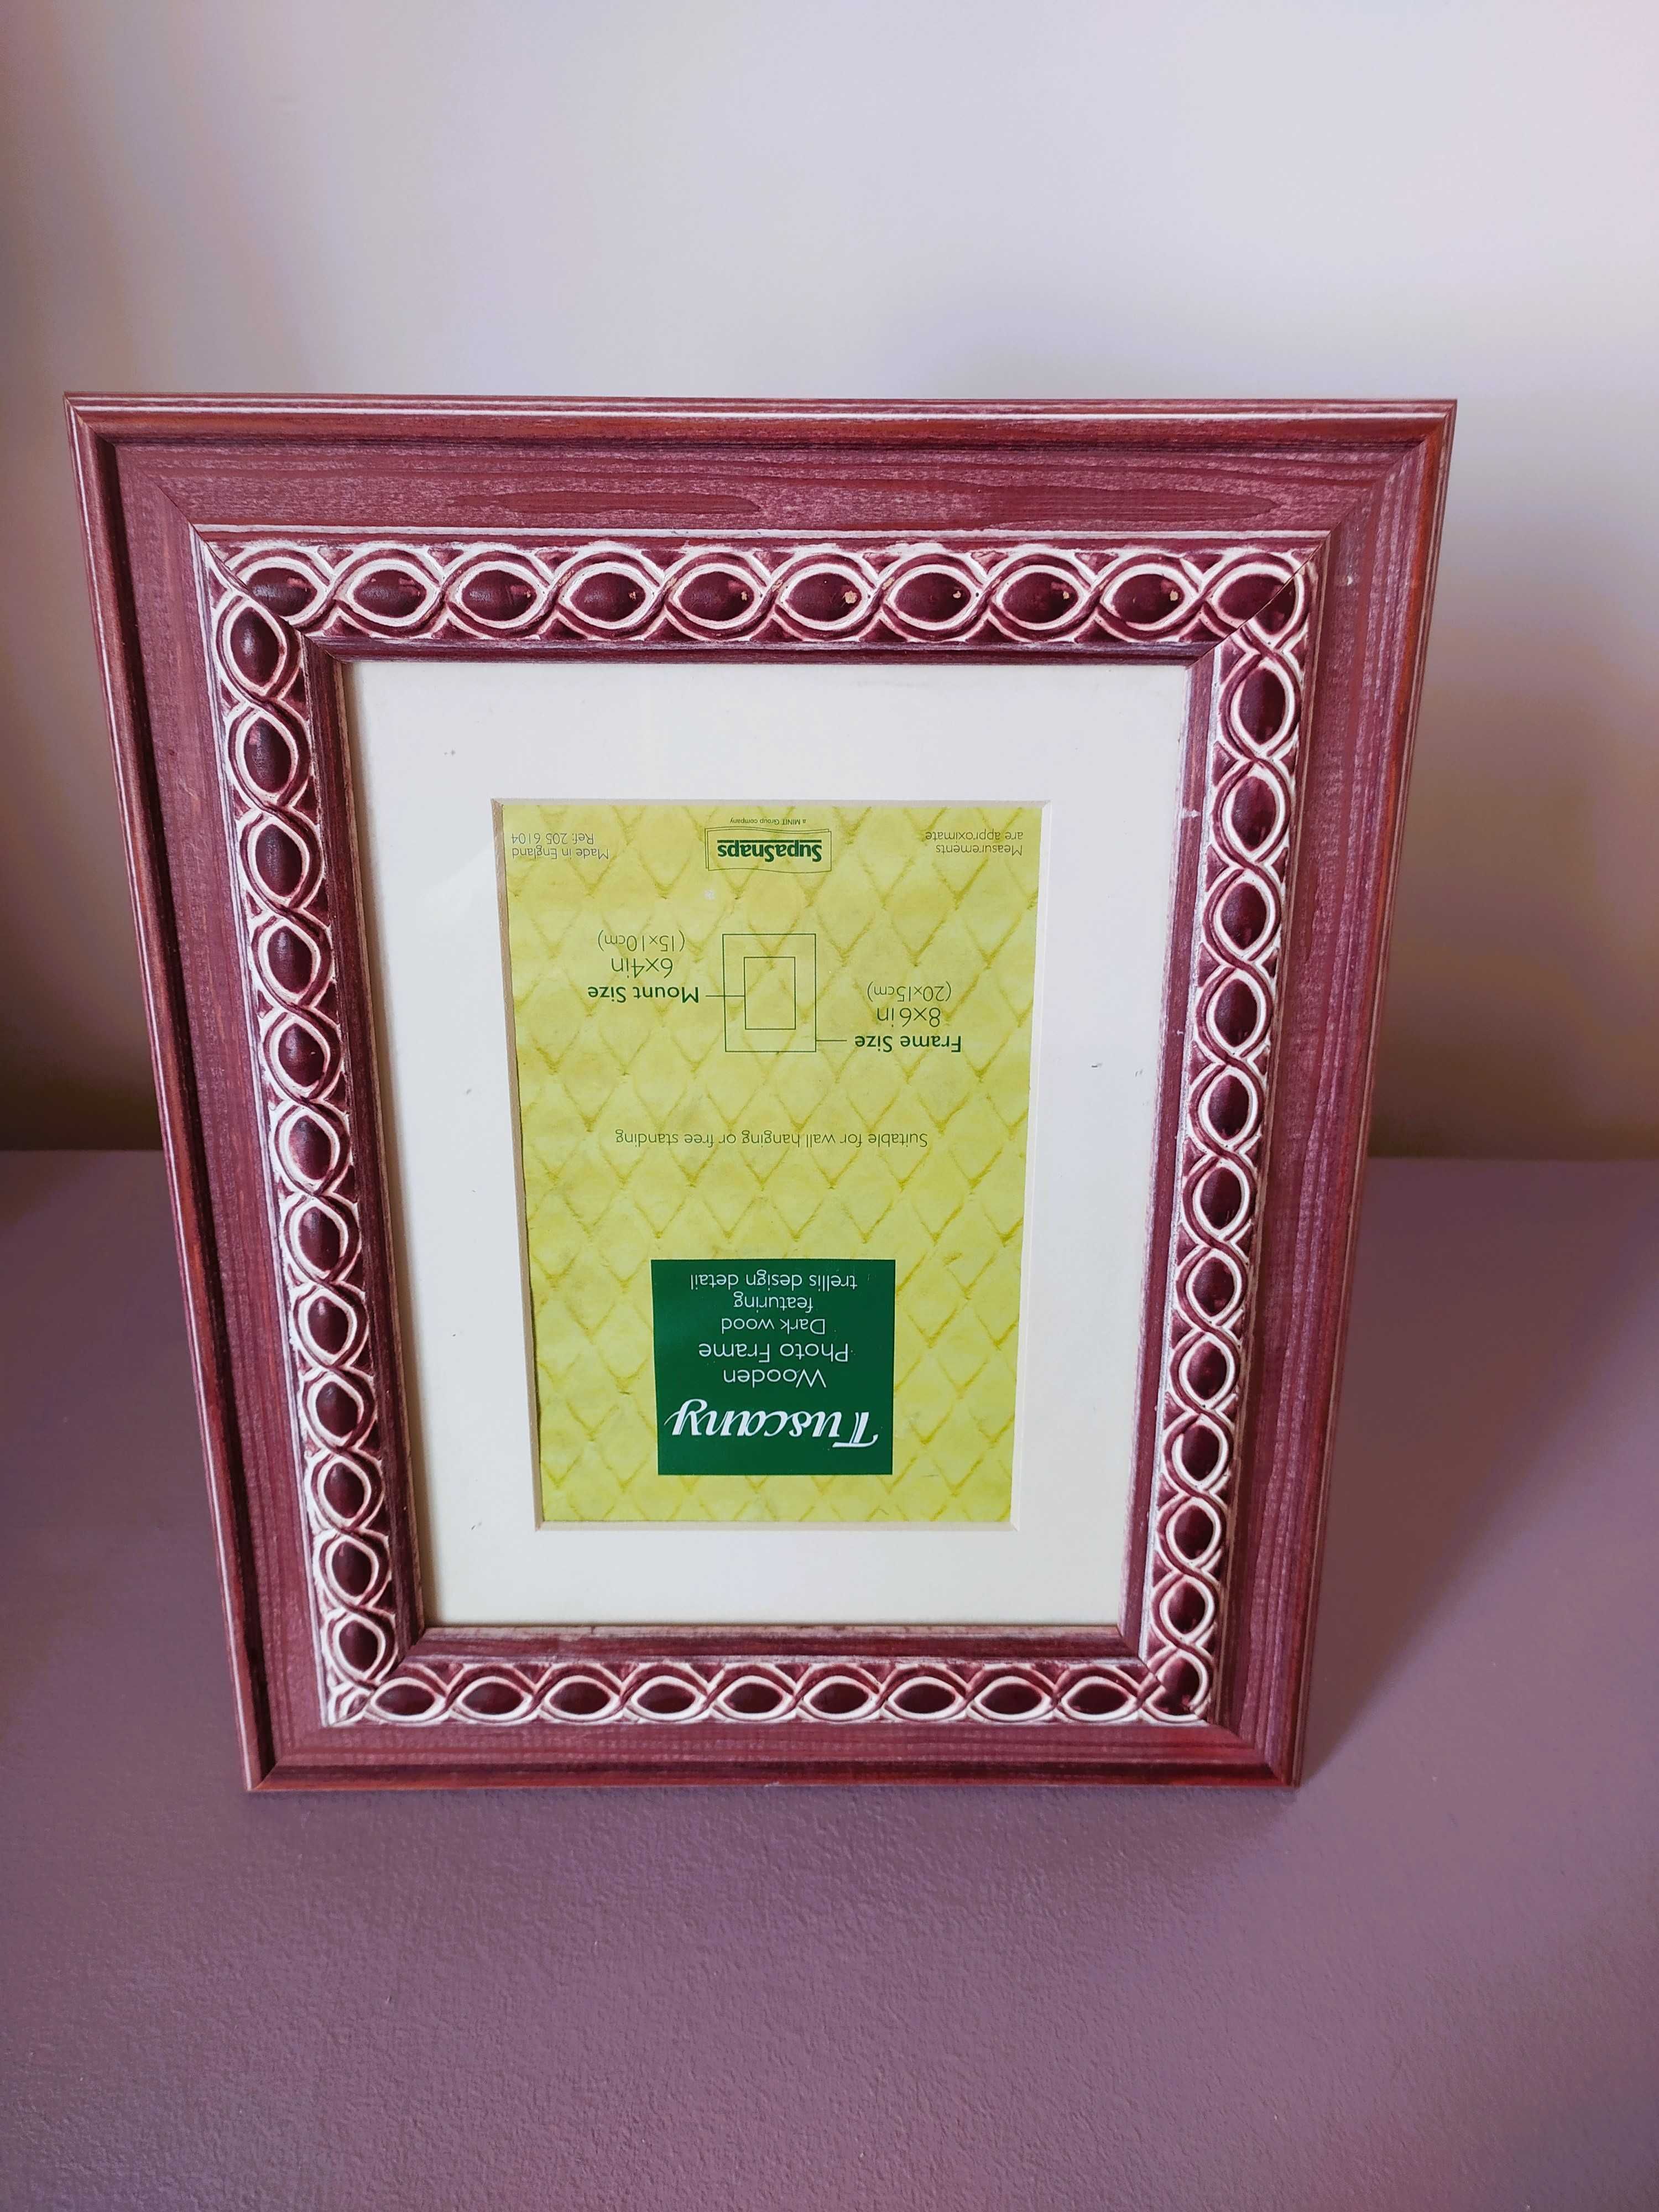 Tuscany
Wooden
Photo Frame
Dark wood
featuring
trellis design detail
Suitable for wall hanging or free standing
Frame Size
8x6in
(20x15cm)
Mount Size
6x4in
(15x10cm)
Measurements
are approximate
SupaSnaps
a MINIT Group company
Made in England
Ref: 205 6104